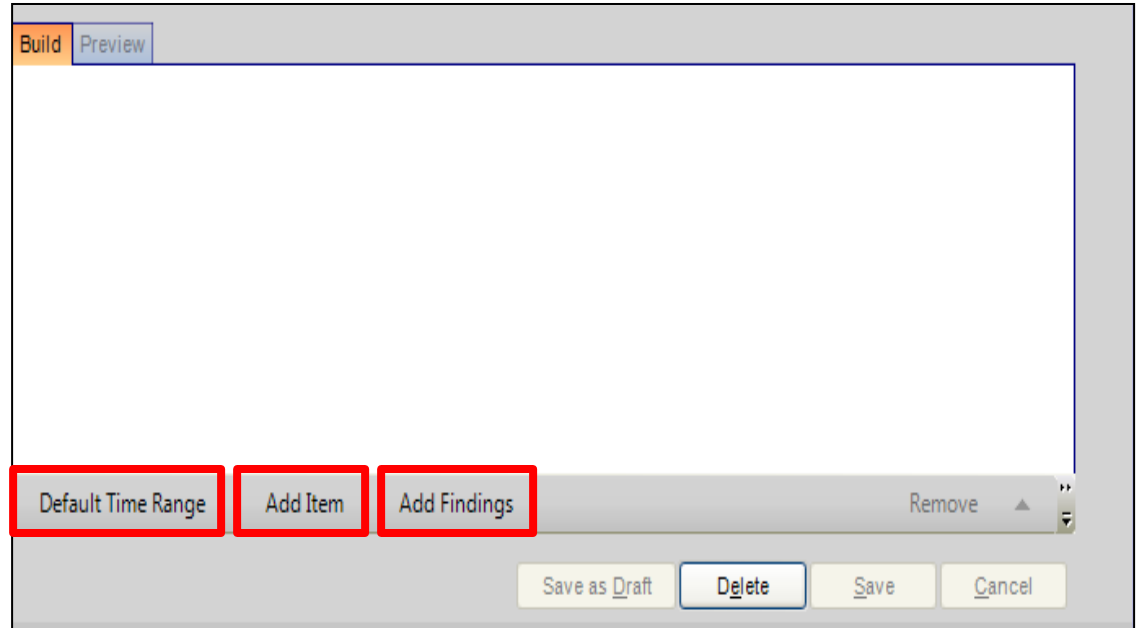 Build Preview
Default Time Range Add Item Add Findings Remove
Save as Draft Delete Save Cancel